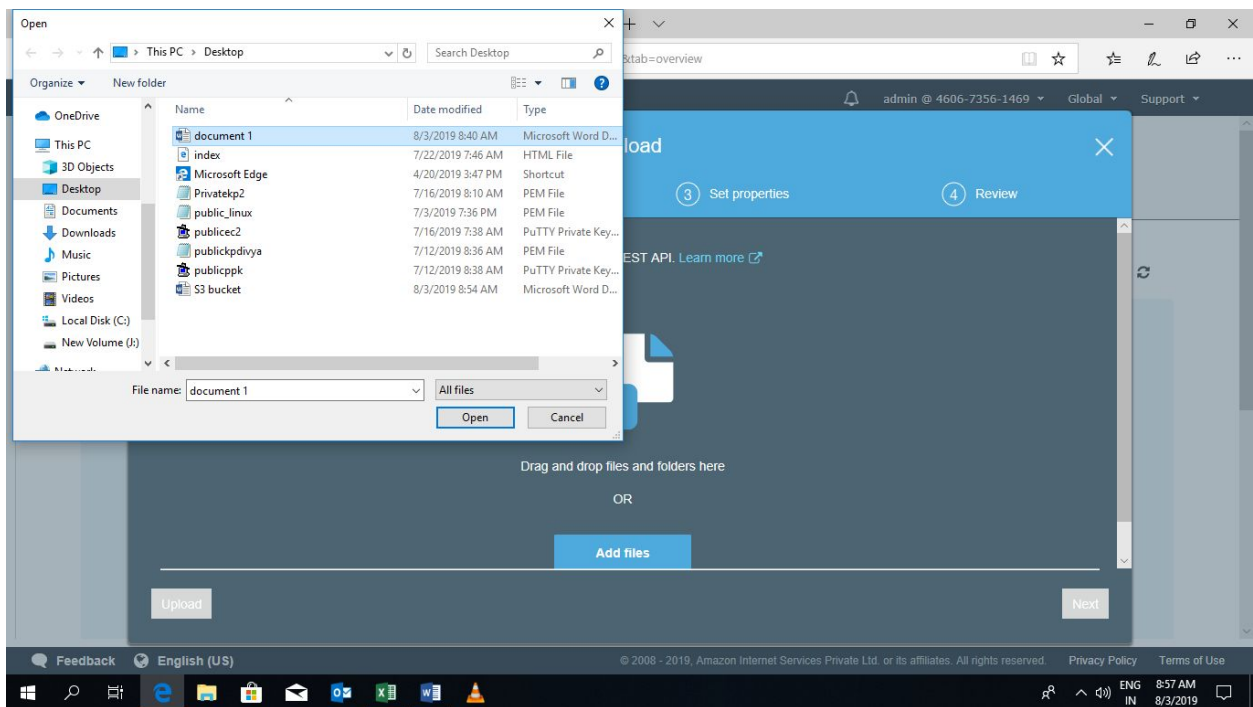 Open
This PC > Desktop
Search Desktop
&tab=overview
Organize New folder
admin @ 4606-7356-1469 Global Support
OneDrive
This PC
3D Objects
Desktop
Documents
Downloads
Music
Pictures
Videos
Local Disk (C:)
New Volume (J:)
Network
Name Date modified Type
document 1 8/3/2019 8:40 AM Microsoft Word D...
index 7/22/2019 7:46 AM HTML File
Microsoft Edge 4/20/2019 3:47 PM Shortcut
Privatekp2 7/16/2019 8:10 AM PEM File
public_linux 7/3/2019 7:36 PM PEM File
publicec2 7/16/2019 7:38 AM PuTTY Private Key...
publickpdivya 7/12/2019 8:36 AM PEM File
publicppk 7/12/2019 8:38 AM PuTTY Private Key...
S3 bucket 8/3/2019 8:54 AM Microsoft Word D...
File name: document 1 All files
Open Cancel
load
3 Set properties 4 Review
EST API. Learn more
Drag and drop files and folders here
OR
Add files
Upload Next
Feedback English (US) © 2008 - 2019, Amazon Internet Services Private Ltd. or its affiliates. All rights reserved. Privacy Policy Terms of Use
ENG 8:57 AM
IN 8/3/2019